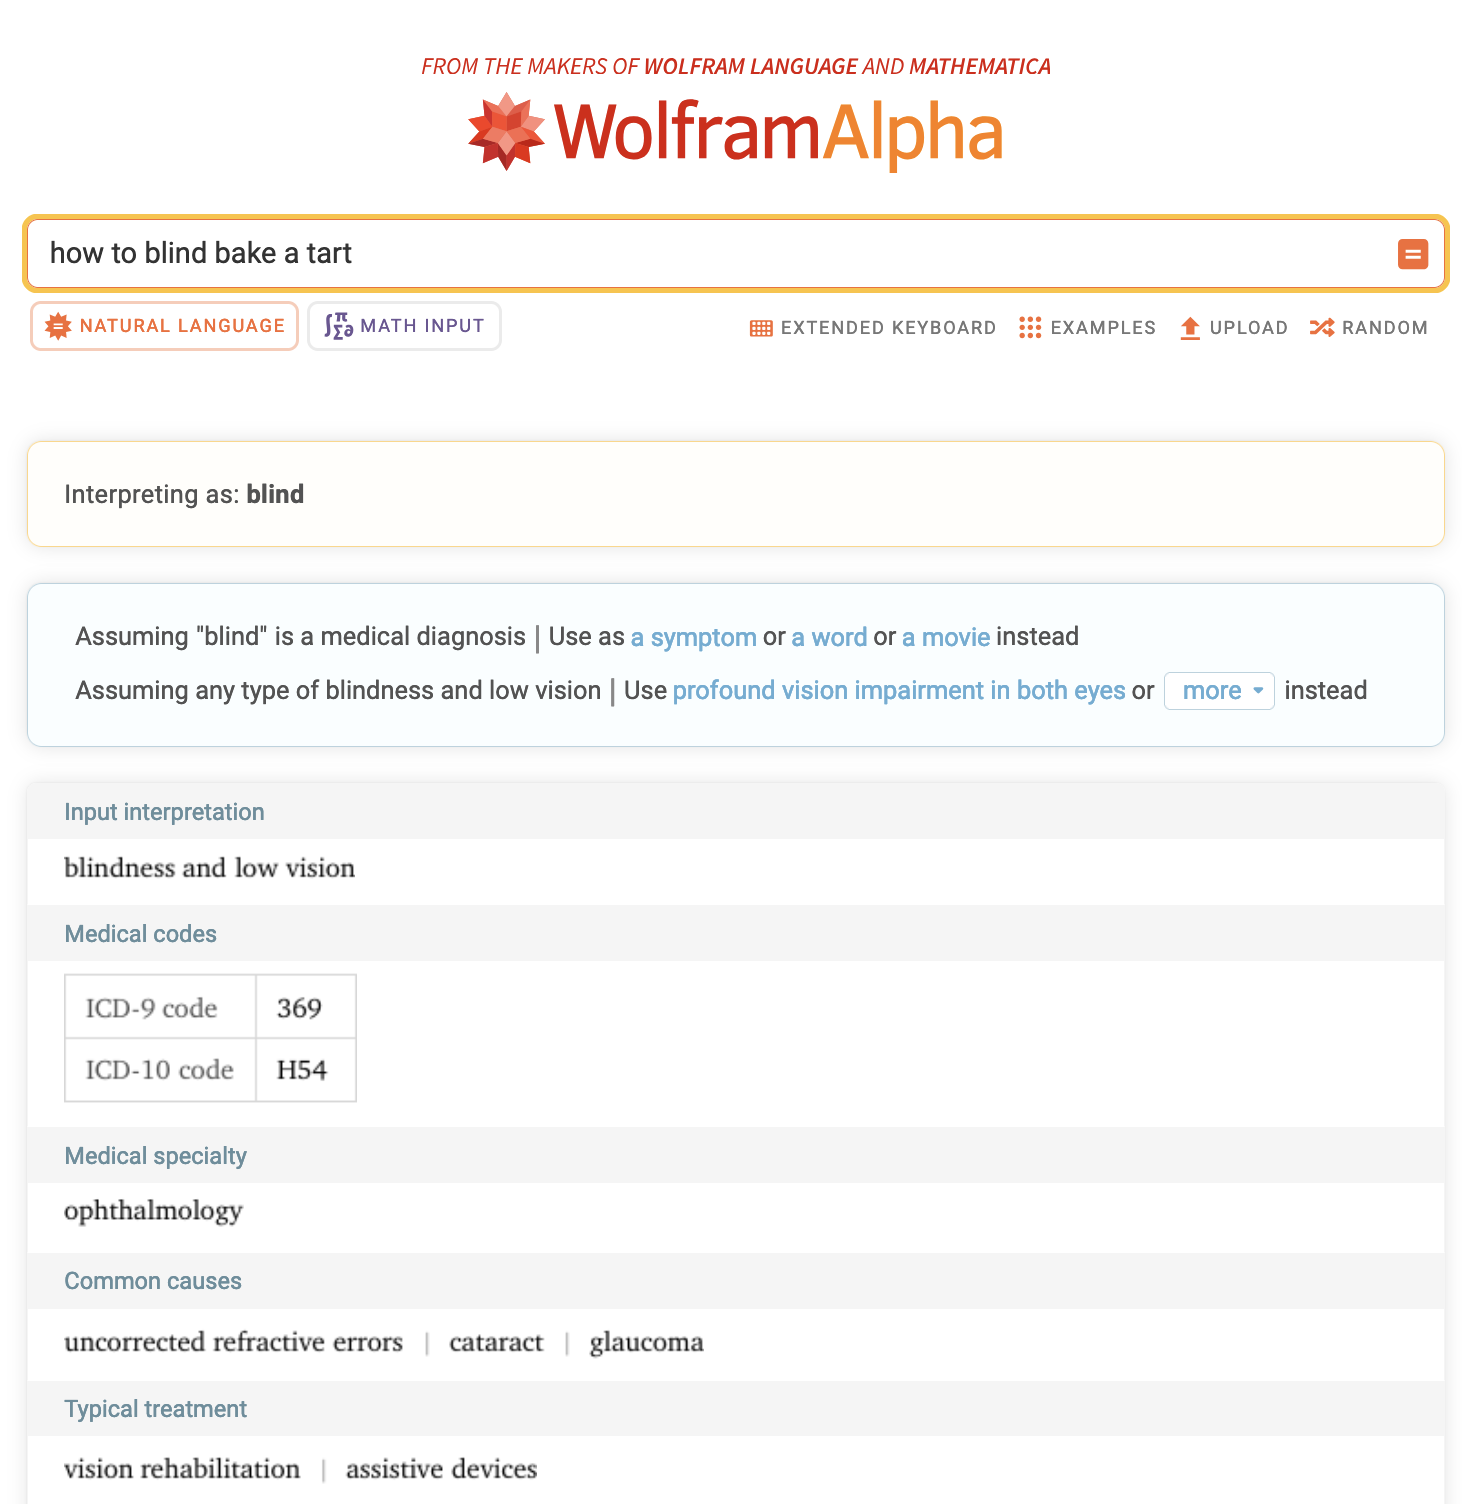 FROM THE MAKERS OF WOLFRAM LANGUAGE AND MATHEMATICA
WolframAlpha
how to blind bake a tart
NATURAL LANGUAGE
MATH INPUT
EXTENDED KEYBOARD
EXAMPLES
UPLOAD
RANDOM
Interpreting as: blind
Assuming "blind" is a medical diagnosis | Use as a symptom or a word or a movie instead
Assuming any type of blindness and low vision | Use profound vision impairment in both eyes or more instead
Input interpretation
blindness and low vision
Medical codes
ICD-9 code 369
ICD-10 code H54
Medical specialty
ophthalmology
Common causes
uncorrected refractive errors | cataract | glaucoma
Typical treatment
vision rehabilitation | assistive devices